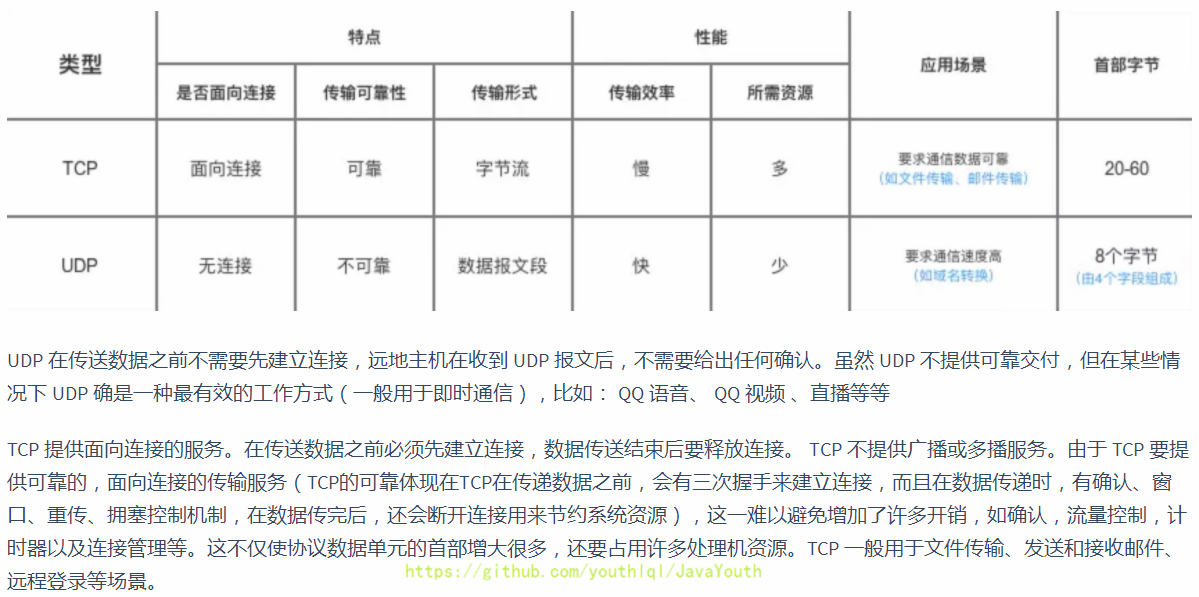 类型 特点 性能 应用场景 首部字节
是否面向连接 传输可靠性 传输形式 传输效率 所需资源
TCP 面向连接 可靠 字节流 慢 多 要求通信数据可靠 20-60
(如文件传输、邮件传输)
UDP 无连接 不可靠 数据报文段 快 少 要求通信速度高 8个字节
(如域名转换) (由4个字段组成)
UDP 在传送数据之前不需要先建立连接，远地主机在收到 UDP 报文后，不需要给出任何确认。虽然 UDP 不提供可靠交付，但在某些情
况下 UDP 确是一种最有效的工作方式（一般用于即时通信），比如： QQ 语音、 QQ 视频 、直播等等
TCP 提供面向连接的服务。在传送数据之前必须先建立连接，数据传送结束后要释放连接。 TCP 不提供广播或多播服务。由于 TCP 要提
供可靠的，面向连接的传输服务（TCP的可靠体现在TCP在传递数据之前，会有三次握手来建立连接，而且在数据传递时，有确认、窗
口、重传、拥塞控制机制，在数据传完后，还会断开连接用来节约系统资源），这一难以避免增加了许多开销，如确认，流量控制，计
时器以及连接管理等。这不仅使协议数据单元的首部增大很多，还要占用许多处理机资源。TCP 一般用于文件传输、发送和接收邮件、
远程登录等场景。
https://github.com/youthlql/JavaYouth